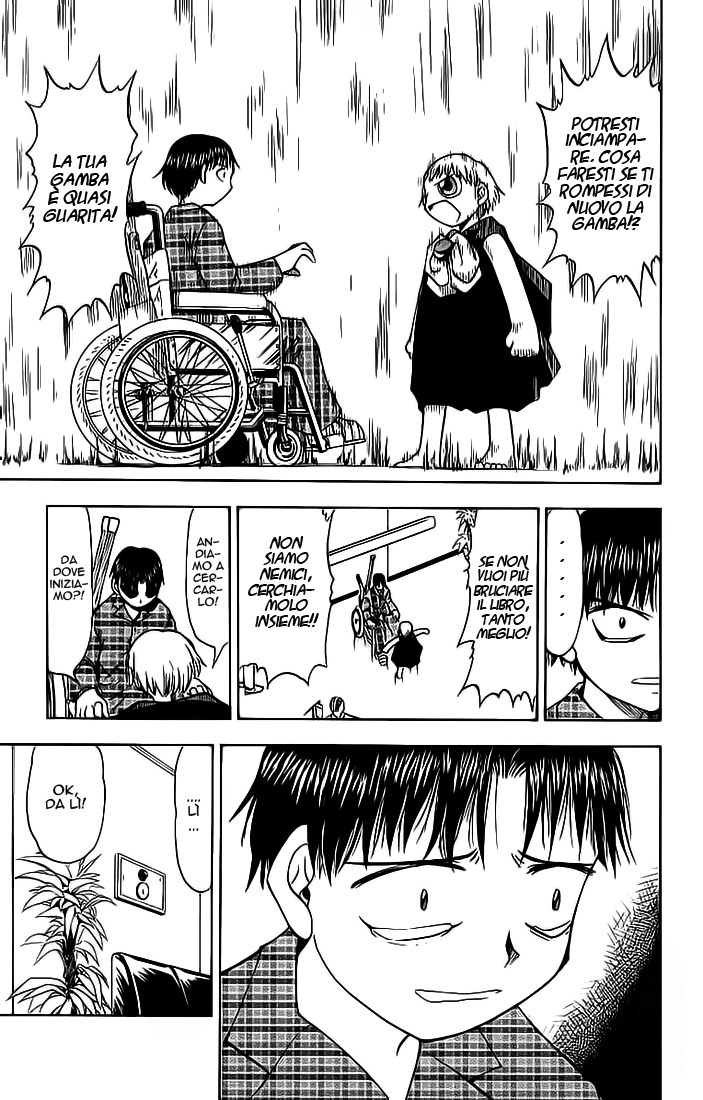 POTRESTI
INCIAMPA-
RE. COSA
FARESTI SE TI
ROMPESSI DI
NUOVO LA
GAMBA!?
LA TUA
GAMBA
È QUASI
GUARITA!
. . . . . .
SE NON
VUOI PIÙ
BRUCIARE
IL LIBRO,
TANTO
MEGLIO!
NON
SIAMO
NEMICI,
CERCHIA-
MOLO
INSIEME!!
AN-
DIA-
MO A
CER-
CAR-
LO!
DA
DOVE
INIZIA-
MO?!
....
LÌ
...
OK,
DA LÌ!